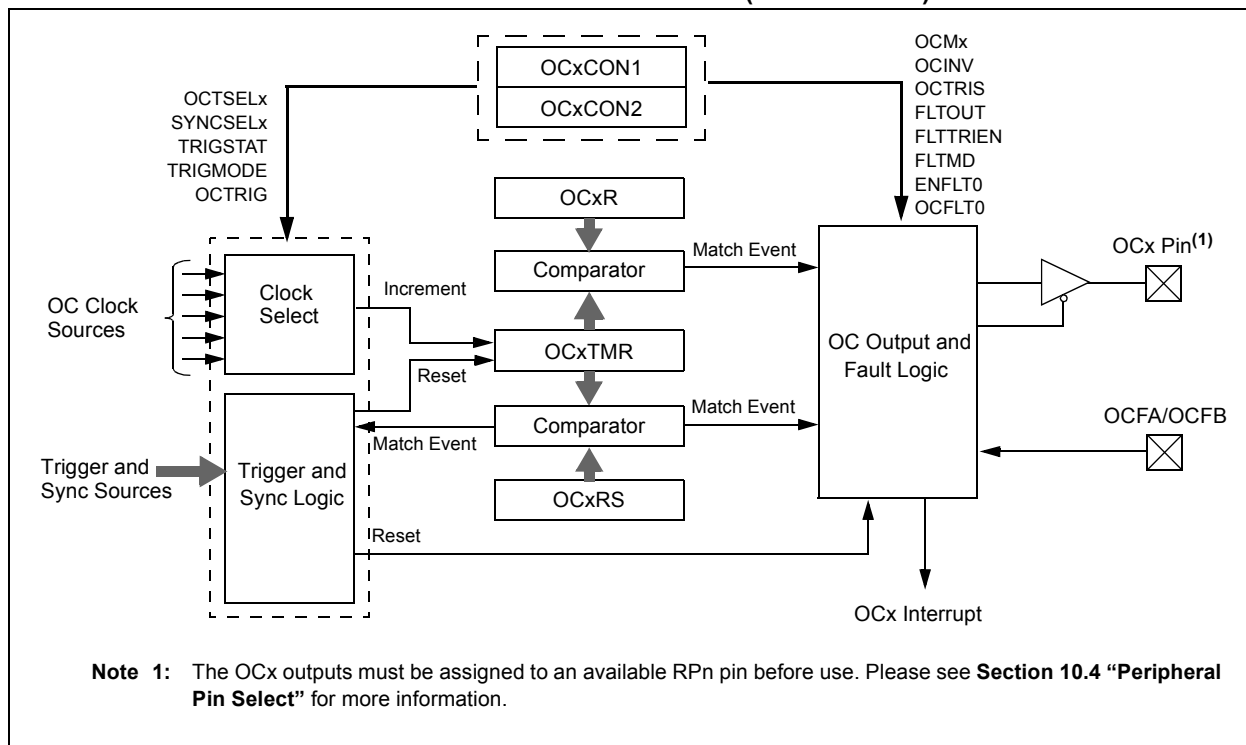 OCxCON1
OCxCON2
OCTSELx
SYNCSELx
TRIGSTAT
TRIGMODE
OCTRIG
OCMx
OCINV
OCTRIS
FLTOUT
FLTTRIEN
FLTMD
ENFLT0
OCFLT0
OCxR
Match Event
OCx Pin(1)
Comparator
OC Clock
Sources
Clock
Select
Increment
OCxTMR
Reset
OC Output and
Fault Logic
Match Event
OCFA/OCFB
Comparator
Match Event
Trigger and
Sync Sources
Trigger and
Sync Logic
OCxRS
Reset
OCx Interrupt
Note 1: The OCx outputs must be assigned to an available RPn pin before use. Please see Section 10.4 “Peripheral
Pin Select” for more information.